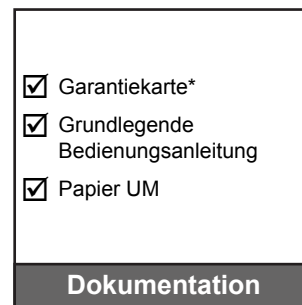 Garantiekarte*
Grundlegende
Bedienungsanleitung
Papier UM
Dokumentation